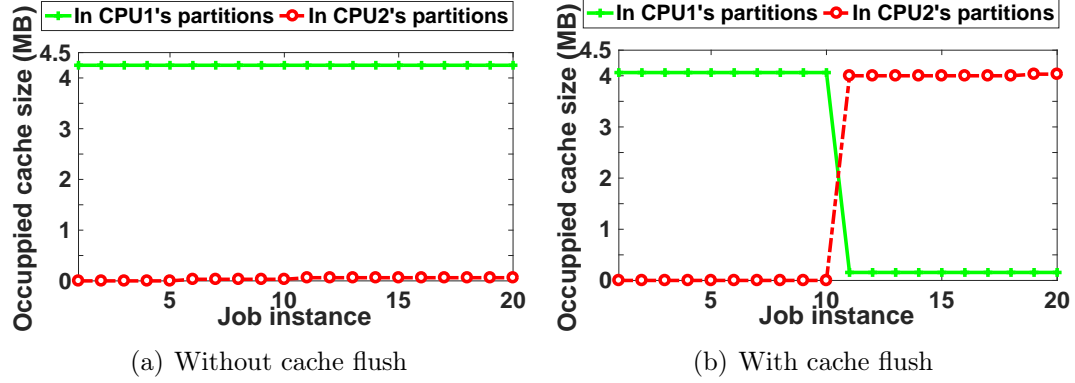 In CPU1's partitions In CPU2's partitions
Occuppied cache size (MB)
4.5
4
3
2
1
0
5 10 15 20
Job instance
(a) Without cache flush
In CPU1's partitions In CPU2's partitions
Occuppied cache size (MB)
4.5
4
3
2
1
0
5 10 15 20
Job instance
(b) With cache flush